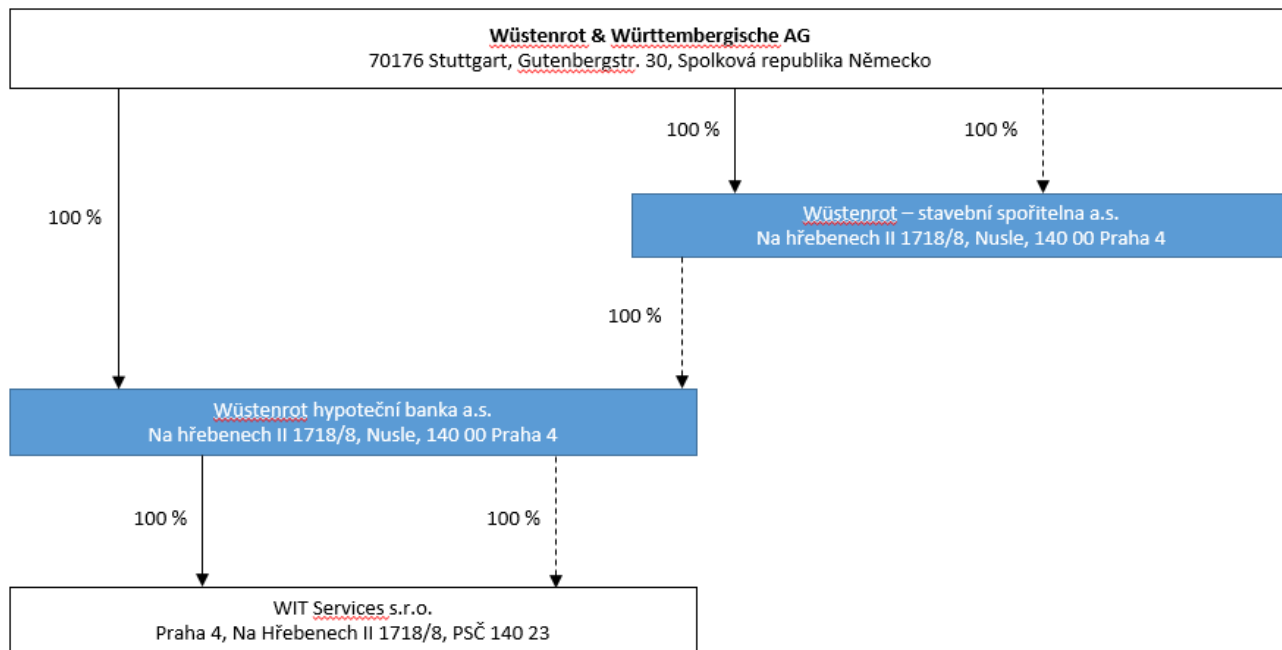 Wüstenrot & Württembergische AG
70176 Stuttgart, Gutenbergstr. 30, Spolková republika Německo
100 %
100 %
100 %
Wüstenrot – stavební spořitelna a.s.
Na hřebenech II 1718/8, Nusle, 140 00 Praha 4
100 %
Wüstenrot hypoteční banka a.s.
Na hřebenech II 1718/8, Nusle, 140 00 Praha 4
100 %
100 %
WIT Services s.r.o.
Praha 4, Na Hřebenech II 1718/8, PSČ 140 23